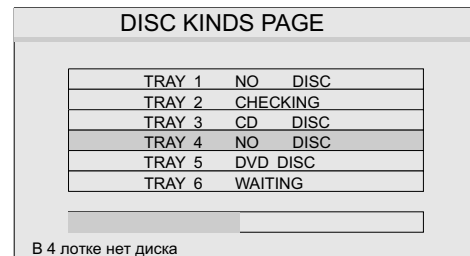 DISC KINDS PAGE
TRAY 1 NO DISC
TRAY 2 CHECKING
TRAY 3 CD DISC
TRAY 4 NO DISC
TRAY 5 DVD DISC
TRAY 6 WAITING
В 4 лотке нет диска